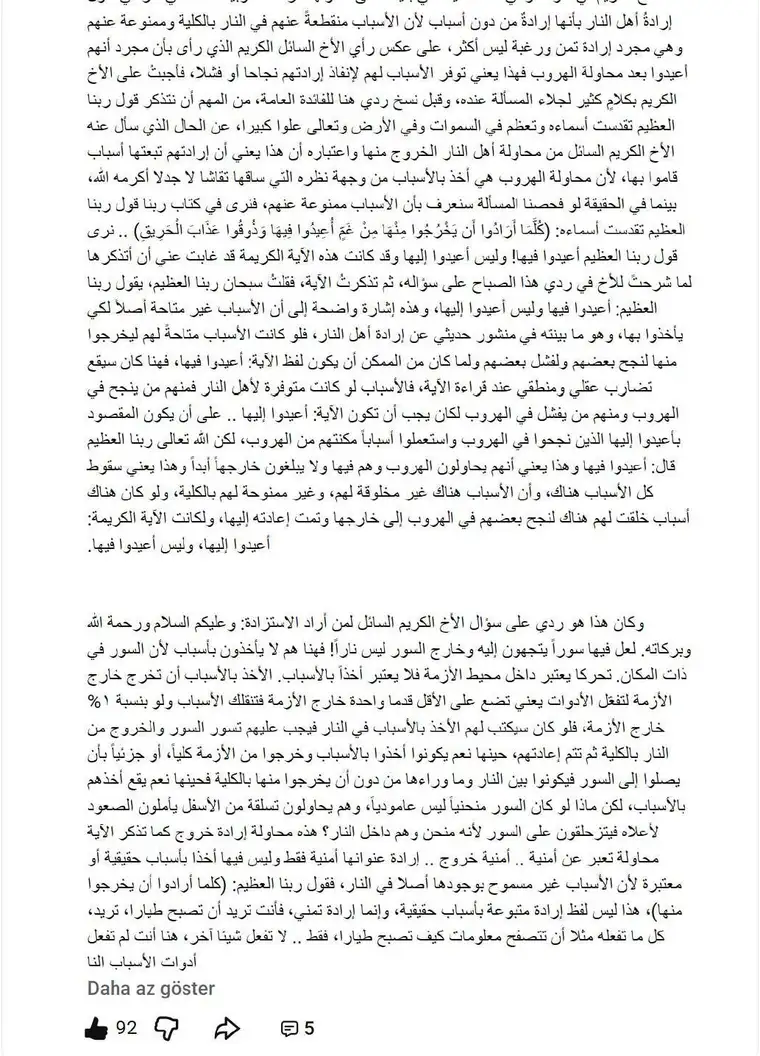 إرادةُ أهل النار بأنها إرادةٌ من دون أسباب لأن الأسباب منقطعةً عنهم في النار بالكلية وممنوعة عنهم
وهي مجرد إرادة تمنٍ ورغبة ليس أكثر، على عكس رأي الأخ السائل الكريم الذي رأى بأن مجرد أنهم
أعيدوا بعد محاولة الهروب فهذا يعني توفر الأسباب لهم لإنفاذ إرادتهم نجاحا أو فشلا، فأجبتُ على الأخ
الكريم بكلامٍ كثير لجلاء المسألة عنده، وقبل نسخ ردي هنا للفائدة العامة، من المهم أن نتذكر قول ربنا
العظيم تقدست أسماءه وتعظم في السموات وفي الأرض وتعالى علوا كبيرا، عن الحال الذي سأل عنه
الأخ الكريم السائل من محاولة أهل النار الخروج منها واعتباره أن هذا يعني أن إرادتهم تبعتها أسباب
قاموا بها، لأن محاولة الهروب هي أخذ بالأسباب من وجهة نظره التي ساقها نقاشا لا جدلا أكرمه الله،
بينما في الحقيقة لو فحصنا المسألة سنعرف بأن الأسباب ممنوعة عنهم، فنرى في كتاب ربنا قول ربنا
العظيم تقدست أسماءه: (كُلَّمَا أَرَادُوا أَن يَخْرُجُوا مِنْهَا مِنْ غَمٍّ أُعِيدُوا فِيهَا وَذُوقُوا عَذَابَ الْحَرِيقِ) .. نرى
قول ربنا العظيم أعيدوا فيها! وليس أعيدوا إليها وقد كانت هذه الآية الكريمة قد غابت عني أن أتذكرها
لما شرحتُ للأخ في ردي هذا الصباح على سؤاله، ثم تذكرتُ الآية، فقلتُ سبحان ربنا العظيم، يقول ربنا
العظيم: أعيدوا فيها وليس أعيدوا إليها، وهذه إشارة واضحة إلى أن الأسباب غير متاحة أصلاً لكي
يأخذوا بها، وهو ما بينته في منشور حديثي عن إرادة أهل النار، فلو كانت الأسباب متاحةً لهم ليخرجوا
منها لنجح بعضهم ولفشل بعضهم ولما كان من الممكن أن يكون لفظ الآية: أعيدوا فيها، فهنا كان سيقع
تضارب عقلي ومنطقي عند قراءة الآية، فالأسباب لو كانت متوفرة لأهل النار فمنهم من ينجح في
الهروب ومنهم من يفشل في الهروب لكان يجب أن تكون الآية: أعيدوا إليها .. على أن يكون المقصود
بأعيدوا إليها الذين نجحوا في الهروب واستعملوا أسباباً مكنتهم من الهروب، لكن الله تعالى ربنا العظيم
قال: أعيدوا فيها وهذا يعني أنهم يحاولون الهروب وهم فيها ولا يبلغون خارجهاً أبداً وهذا يعني سقوط
كل الأسباب هناك، وأن الأسباب هناك غير مخلوقة لهم، وغير ممنوحة لهم بالكلية، ولو كان هناك
أسباب خلقت لهم هناك لنجح بعضهم في الهروب إلى خارجها وتمت إعادته إليها، ولكانت الآية الكريمة:
أعيدوا إليها، وليس أعيدوا فيها.
وكان هذا هو ردي على سؤال الأخ الكريم السائل لمن أراد الاستزادة: وعليكم السلام ورحمة الله
وبركاته. لعل فيها سوراً يتجهون إليه وخارج السور ليس ناراً! فهنا هم لا يأخذون بأسباب لأن السور في
ذات المكان. تحركا يعتبر داخل محيط الأزمة فلا يعتبر أخذاً بالأسباب. الأخذ بالأسباب أن تخرج خارج
الأزمة لتفعّل الأدوات يعني تضع على الأقل قدما واحدة خارج الأزمة فتنقلك الأسباب ولو بنسبة ١%
خارج الأزمة، فلو كان سيكتب لهم الأخذ بالأسباب في النار فيجب عليهم تسور السور والخروج من
النار بالكلية ثم تتم إعادتهم، حينها نعم يكونوا أخذوا بالأسباب وخرجوا من الأزمة كلياً، أو جزئياً بأن
يصلوا إلى السور فيكونوا بين النار وما وراءها من دون أن يخرجوا منها بالكلية فحينها نعم يقع أخذهم
بالأسباب، لكن ماذا لو كان السور منحنياً ليس عامودياً، وهم يحاولون تسلقة من الأسفل يأملون الصعود
لأعلاه فيتزحلقون على السور لأنه منحن وهم داخل النار؟ هذه محاولة إرادة خروج كما تذكر الآية
محاولة تعبر عن أمنية .. أمنية خروج .. إرادة عنوانها أمنية فقط وليس فيها أخذا بأسباب حقيقية أو
معتبرة لأن الأسباب غير مسموح بوجودها أصلا في النار، فقول ربنا العظيم: (كلما أرادوا أن يخرجوا
منها)، هذا ليس لفظ إرادة متبوعة بأسباب حقيقية، وإنما إرادة تمني، فأنت تريد أن تصبح طيارا، تريد،
كل ما تفعله مثلا أن تتصفح معلومات كيف تصبح طيارا، فقط .. لا تفعل شيئا آخر، هنا أنت لم تفعل
أدوات الأسباب النا
Daha az göster
92 5